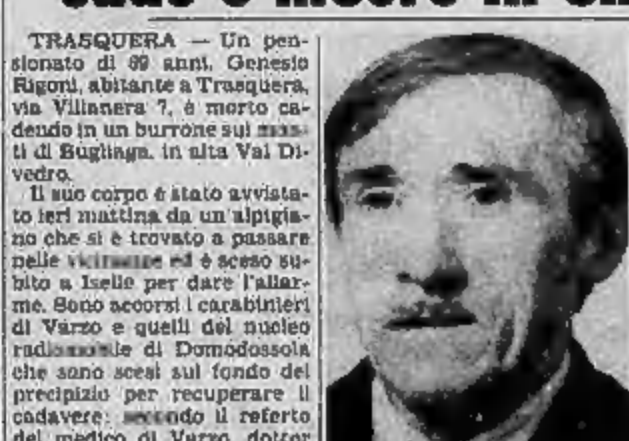 TRASQUERA — Un pen-
sionato di 69 anni, Genesio
Rigoni, abitante a Trasquera,
via Villanera 7, è morto ca-
dendo in un burrone sui mon-
ti di Bugliaga, in alta Val Di-
vedro.
Il suo corpo è stato avvista-
to ieri mattina da un'alpigia-
no che si è trovato a passare
nelle vicinanze ed è sceso su-
bito a Iselle per dare l'allar-
me. Sono accorsi i carabinieri
di Varzo e quelli del nucleo
radiomobile di Domodossola
che sono scesi sul fondo del
precipizio per recuperare il
cadavere: secondo il referto
del medico di Varzo, dottor